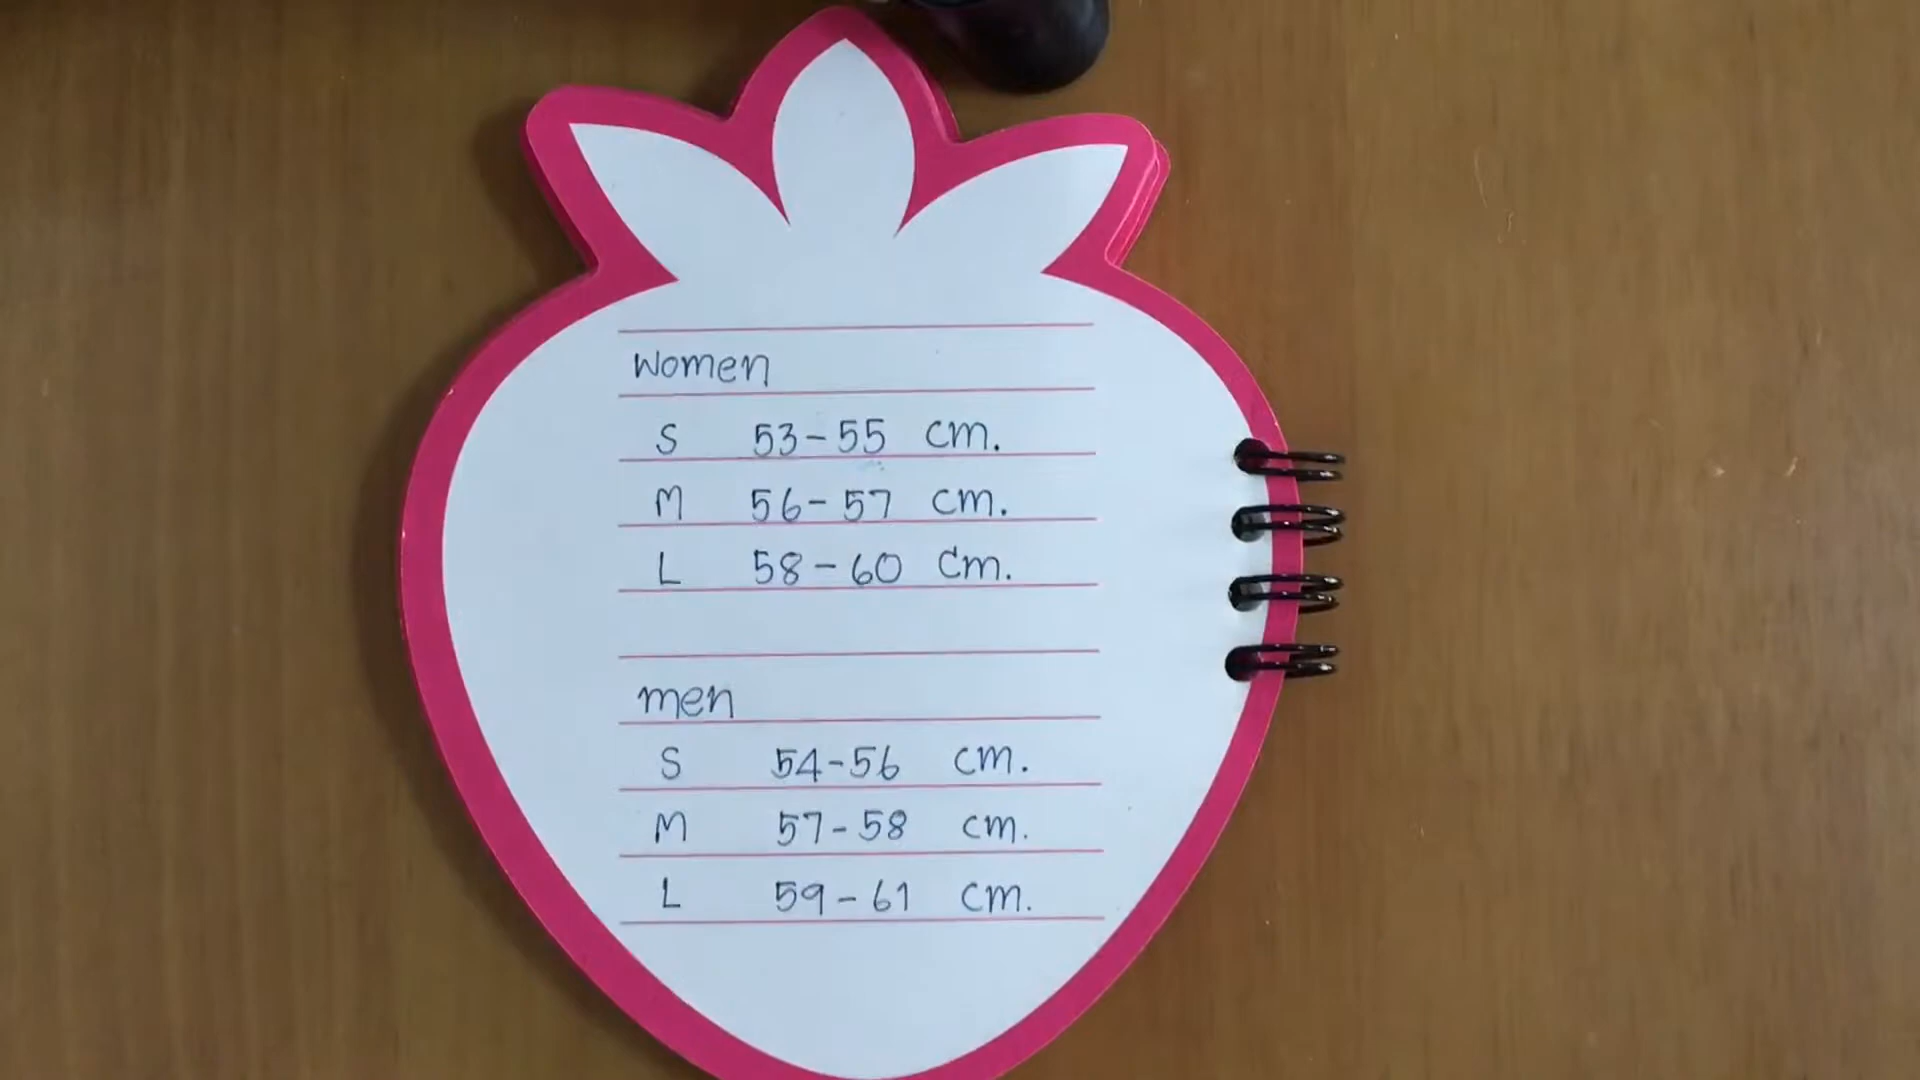 women
S 53-55 cm.
M 56-57 cm.
L 58-60 cm.
men
S 54-56 cm.
M 57-58 cm.
L 59-61 cm.